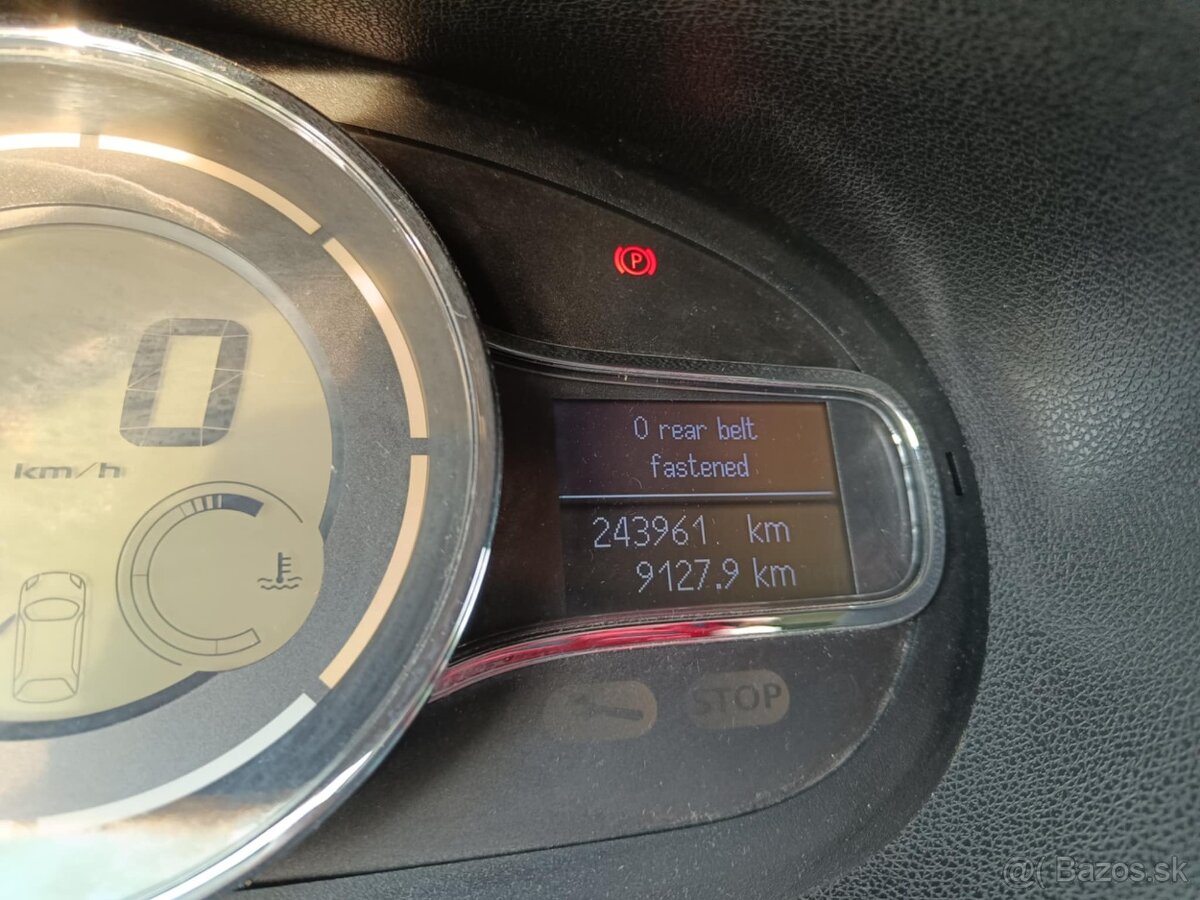 P
0
km/h
0 rear belt
fastened
243961 km
9127.9 km
STOP
@( Bazos.sk